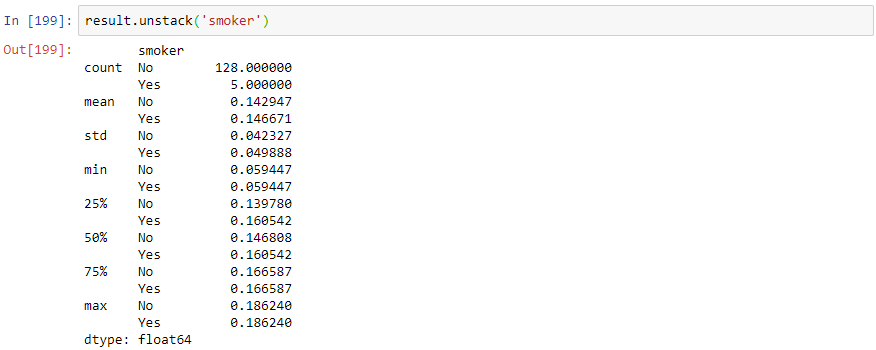 In [199]: result.unstack('smoker')
Out[199]: smoker
count No 128.000000
Yes 5.000000
mean No 0.142947
Yes 0.146671
std No 0.042327
Yes 0.049888
min No 0.059447
Yes 0.059447
25% No 0.139780
Yes 0.160542
50% No 0.146808
Yes 0.160542
75% No 0.166587
Yes 0.166587
max No 0.186240
Yes 0.186240
dtype: float64